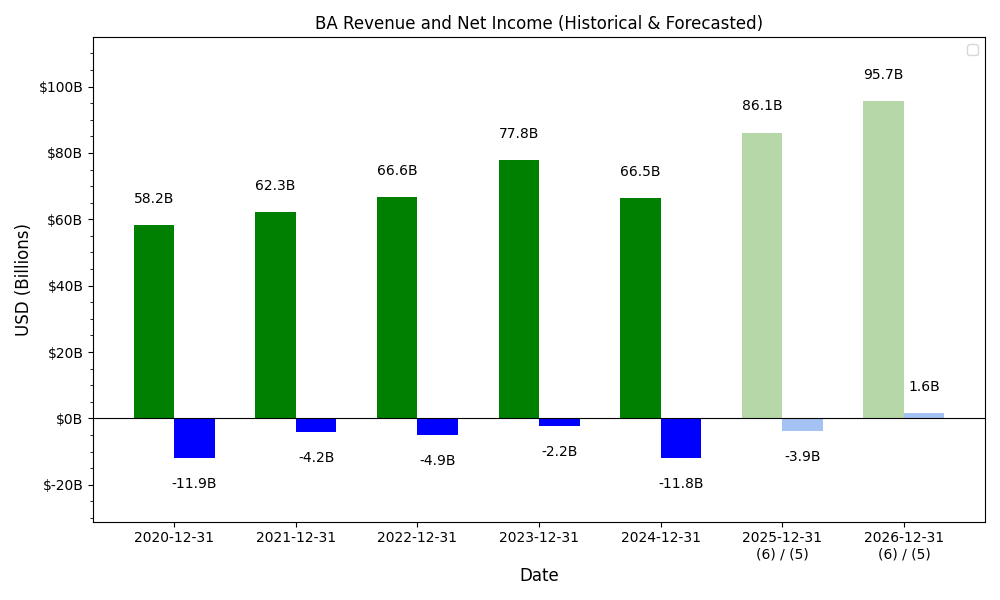 BA Revenue and Net Income (Historical & Forecasted)
USD (Billions)
$100B
$80B
$60B
$40B
$20B
$0B
$-20B
58.2B
62.3B
66.6B
77.8B
66.5B
86.1B
95.7B
-11.9B
-4.2B
-4.9B
-2.2B
-11.8B
-3.9B
1.6B
2020-12-31
2021-12-31
2022-12-31
2023-12-31
2024-12-31
2025-12-31
(6) / (5)
2026-12-31
(6) / (5)
Date